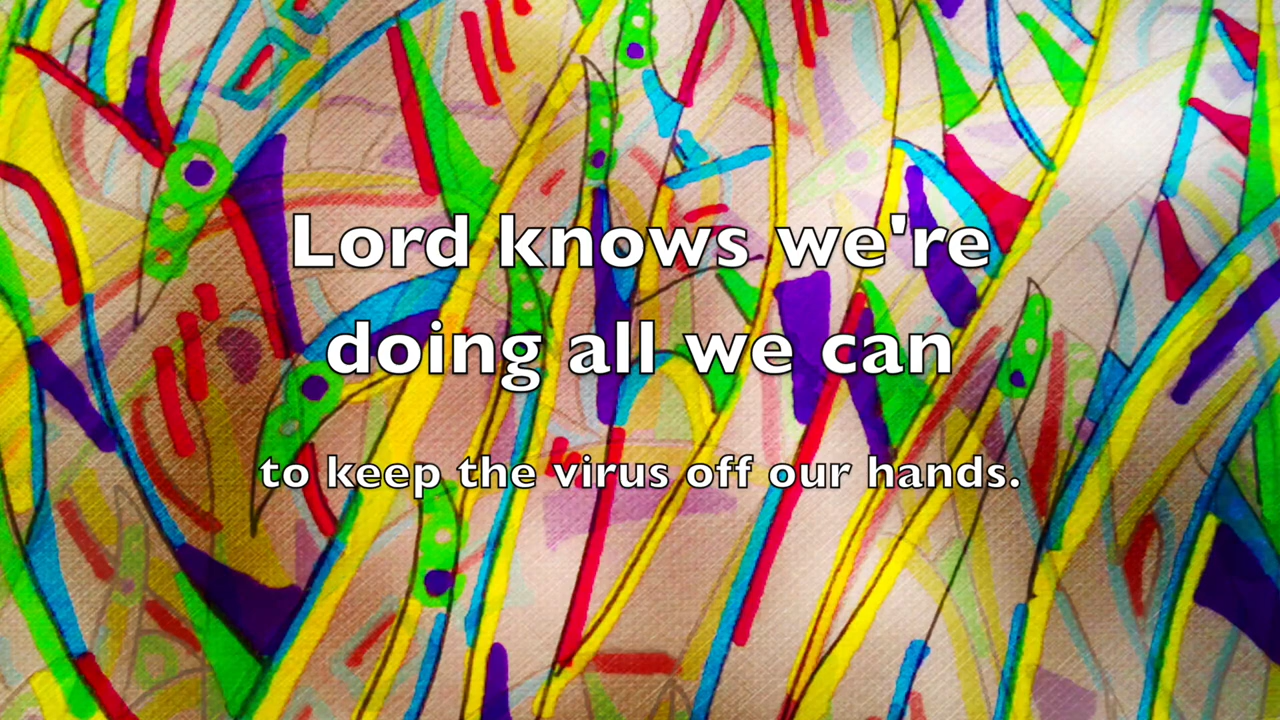 Lord knows we're
doing all we can
to keep the virus off our hands.